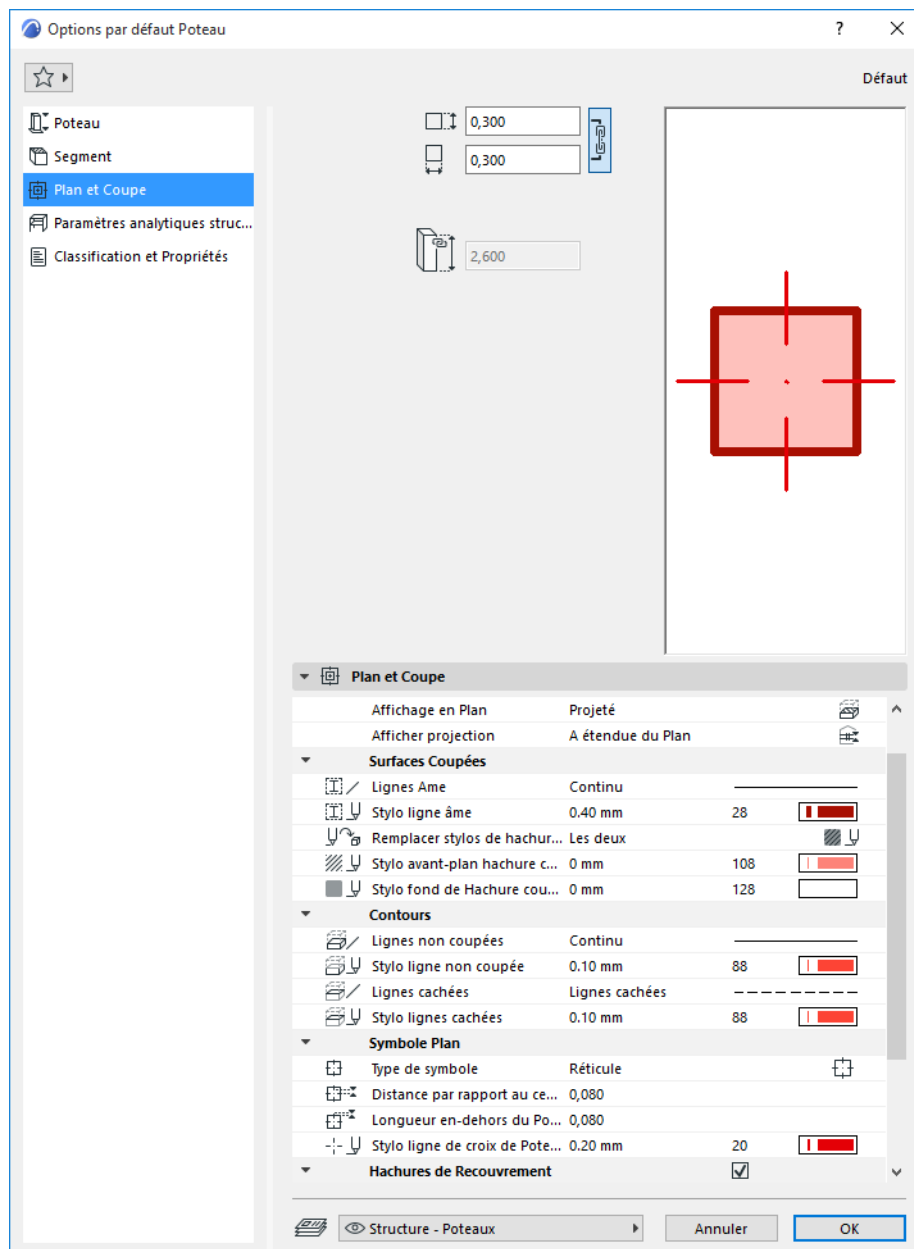 Options par défaut Poteau
?
Défaut
Poteau
Segment
Plan et Coupe
Paramètres analytiques struc...
Classification et Propriétés
0,300
0,300
2,600
Plan et Coupe
Affichage en Plan Projeté
Afficher projection A étendue du Plan
Surfaces Coupées
Lignes Ame Continu
Stylo ligne âme 0.40 mm 28
Remplacer stylos de hachur... Les deux
Stylo avant-plan hachure c... 0 mm 108
Stylo fond de Hachure cou... 0 mm 128
Contours
Lignes non coupées Continu
Stylo ligne non coupée 0.10 mm 88
Lignes cachées Lignes cachées
Stylo lignes cachées 0.10 mm 88
Symbole Plan
Type de symbole Réticule
Distance par rapport au ce... 0,080
Longueur en-dehors du Po... 0,080
Stylo ligne de croix de Pote... 0.20 mm 20
Hachures de Recouvrement
Structure - Poteaux
Annuler
OK